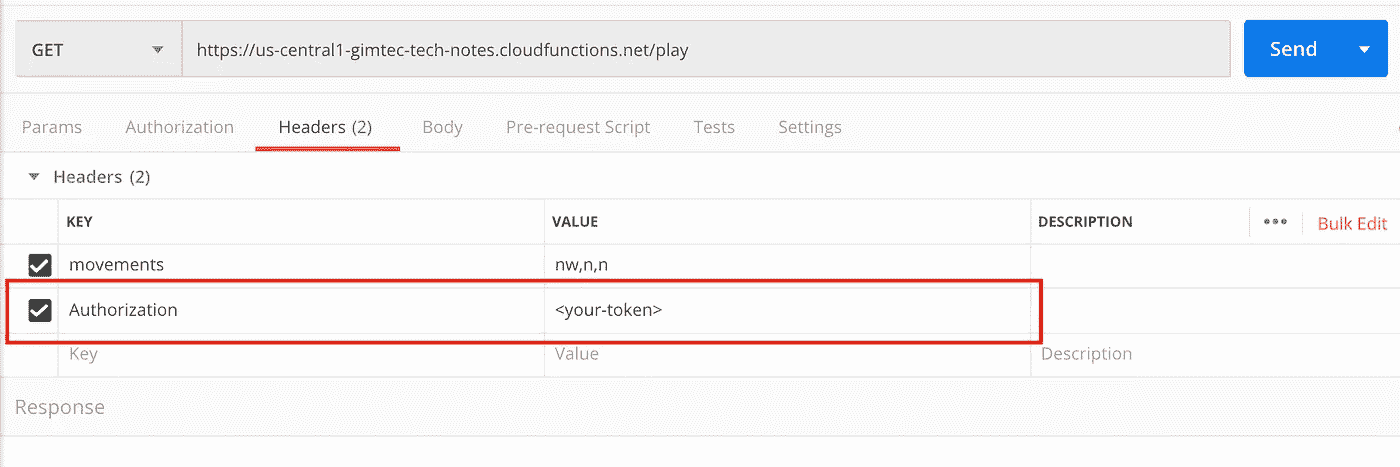 GET https://us-central1-gimtec-tech-notes.cloudfunctions.net/play Send
Params Authorization Headers (2) Body Pre-request Script Tests Settings
Headers (2)
KEY VALUE DESCRIPTION Bulk Edit
movements nw,n,n
Authorization <your-token>
Key Value Description
Response